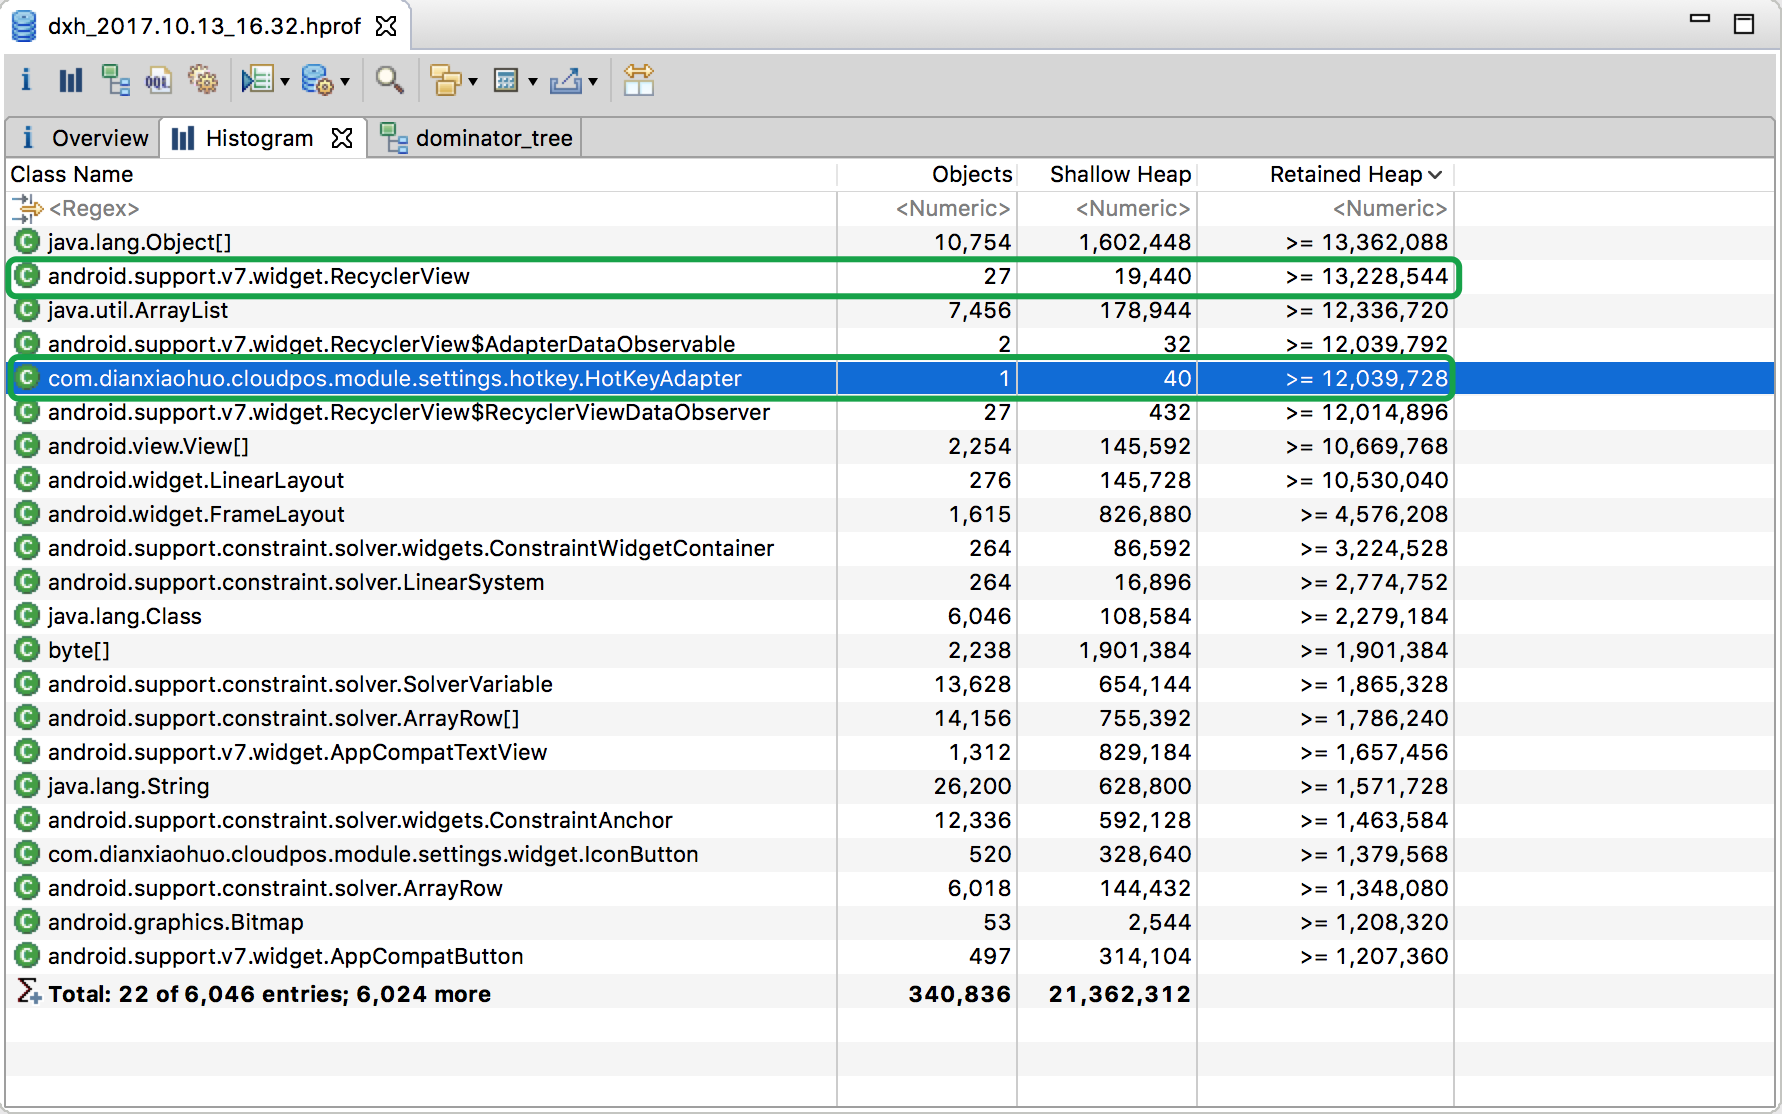 dxh_2017.10.13_16.32.hprof
i OQL
i Overview Histogram dominator_tree
Class Name Objects Shallow Heap Retained Heap
<Regex> <Numeric> <Numeric> <Numeric>
C java.lang.Object[] 10,754 1,602,448 >= 13,362,088
C android.support.v7.widget.RecyclerView 27 19,440 >= 13,228,544
C java.util.ArrayList 7,456 178,944 >= 12,336,720
C android.support.v7.widget.RecyclerView$AdapterDataObservable 2 32 >= 12,039,792
C com.dianxiaohuo.cloudpos.module.settings.hotkey.HotKeyAdapter 1 40 >= 12,039,728
C android.support.v7.widget.RecyclerView$RecyclerViewDataObserver 27 432 >= 12,014,896
C android.view.View[] 2,254 145,592 >= 10,669,768
C android.widget.LinearLayout 276 145,728 >= 10,530,040
C android.widget.FrameLayout 1,615 826,880 >= 4,576,208
C android.support.constraint.solver.widgets.ConstraintWidgetContainer 264 86,592 >= 3,224,528
C android.support.constraint.solver.LinearSystem 264 16,896 >= 2,774,752
C java.lang.Class 6,046 108,584 >= 2,279,184
C byte[] 2,238 1,901,384 >= 1,901,384
C android.support.constraint.solver.SolverVariable 13,628 654,144 >= 1,865,328
C android.support.constraint.solver.ArrayRow[] 14,156 755,392 >= 1,786,240
C android.support.v7.widget.AppCompatTextView 1,312 829,184 >= 1,657,456
C java.lang.String 26,200 628,800 >= 1,571,728
C android.support.constraint.solver.widgets.ConstraintAnchor 12,336 592,128 >= 1,463,584
C com.dianxiaohuo.cloudpos.module.settings.widget.IconButton 520 328,640 >= 1,379,568
C android.support.constraint.solver.ArrayRow 6,018 144,432 >= 1,348,080
C android.graphics.Bitmap 53 2,544 >= 1,208,320
C android.support.v7.widget.AppCompatButton 497 314,104 >= 1,207,360
Σ+ Total: 22 of 6,046 entries; 6,024 more 340,836 21,362,312